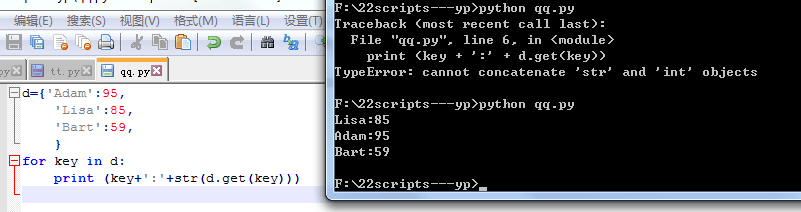 编辑(E) 搜索(S) 视图(V) 格式(M) 语言(L) 设置(T)
tt.py qq.py
d={'Adam':95,
'Lisa':85,
'Bart':59,
}
for key in d:
print (key+':'+str(d.get(key)))
F:\22scripts---yp>python qq.py
Traceback (most recent call last):
File "qq.py", line 6, in <module>
print (key + ':' + d.get(key))
TypeError: cannot concatenate 'str' and 'int' objects
F:\22scripts---yp>python qq.py
Lisa:85
Adam:95
Bart:59
F:\22scripts---yp>